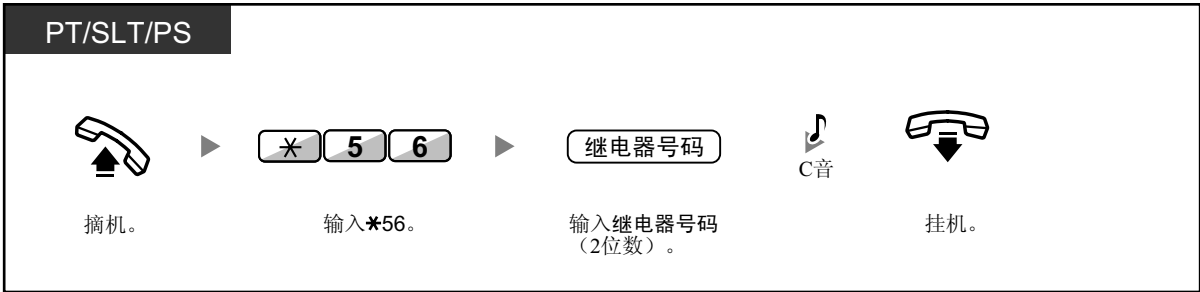 PT/SLT/PS
* 5 6
继电器号码
C音
摘机。
输入*56。
输入继电器号码
（2位数）。
挂机。